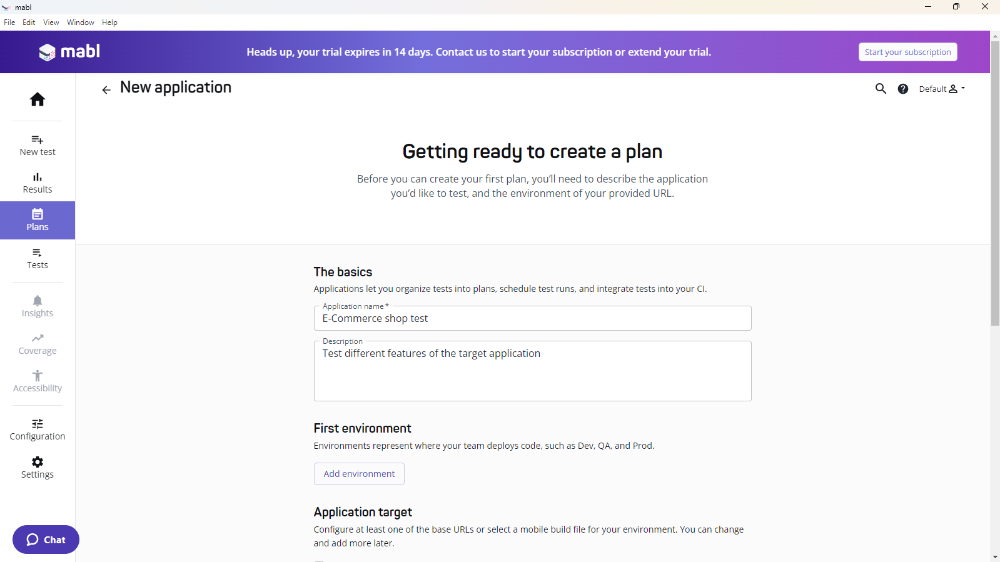 mabl
File Edit View Window Help
mabl
Heads up, your trial expires in 14 days. Contact us to start your subscription or extend your trial.
Start your subscription
New application
Default
New test
Results
Plans
Tests
Insights
Coverage
Accessibility
Configuration
Settings
Chat
Getting ready to create a plan
Before you can create your first plan, you'll need to describe the application
you'd like to test, and the environment of your provided URL.
The basics
Applications let you organize tests into plans, schedule test runs, and integrate tests into your CI.
Application name *
E-Commerce shop test
Description
Test different features of the target application
First environment
Environments represent where your team deploys code, such as Dev, QA, and Prod.
Add environment
Application target
Configure at least one of the base URLs or select a mobile build file for your environment. You can change
and add more later.